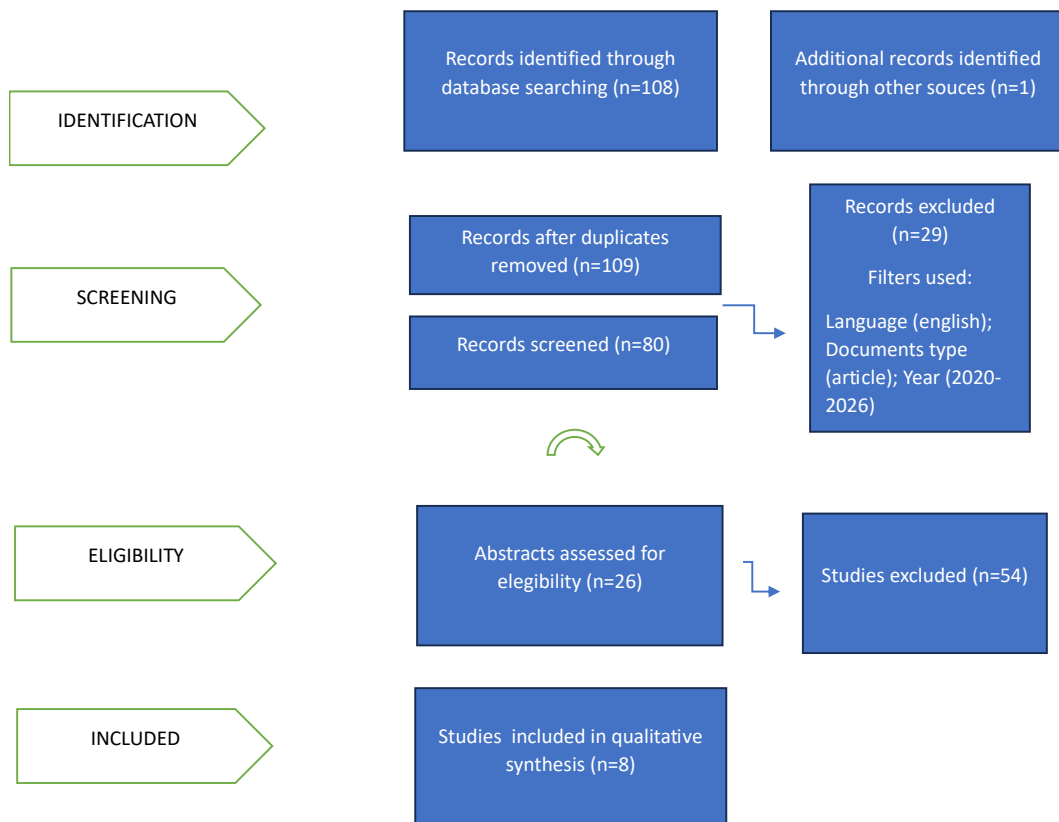 IDENTIFICATION
Records identified through
database searching (n=108)
Additional records identified
through other souces (n=1)
SCREENING
Records after duplicates
removed (n=109)
Records screened (n=80)
Records excluded
(n=29)
Filters used:
Language (english);
Documents type
(article); Year (2020-
2026)
ELIGIBILITY
Abstracts assessed for
elegibility (n=26)
Studies excluded (n=54)
INCLUDED
Studies included in qualitative
synthesis (n=8)